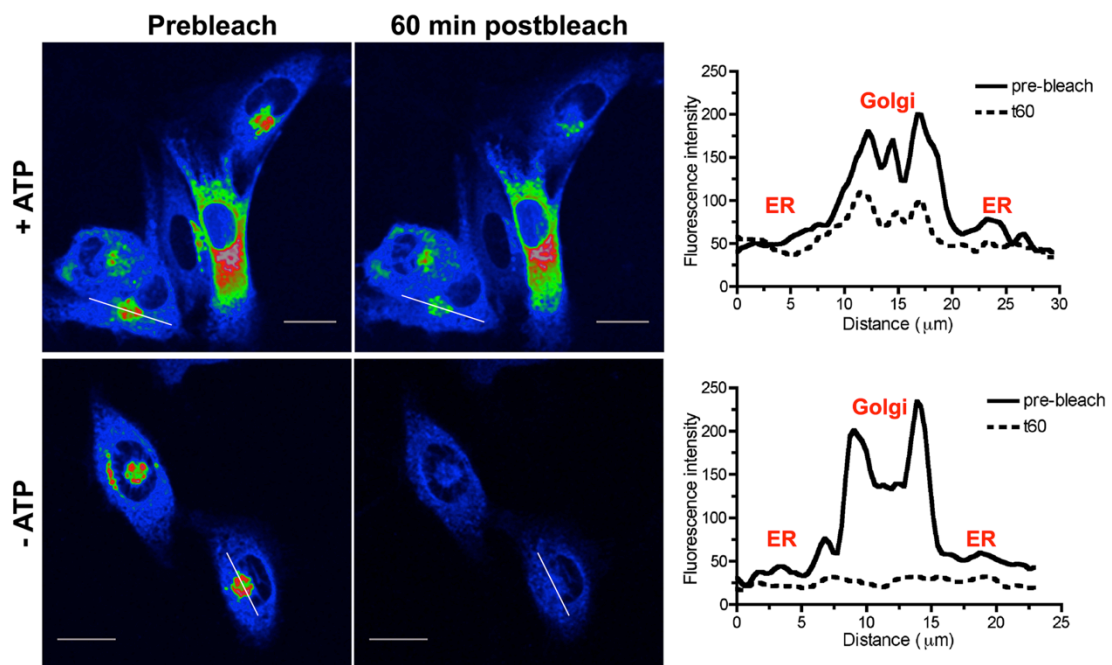 Prebleach
60 min postbleach
+ ATP
- ATP
250
200
150
100
50
0
Fluorescence intensity
Golgi
ER
ER
pre-bleach
t60
0
5
10
15
20
25
30
Distance (μm)
250
200
150
100
50
0
Fluorescence intensity
Golgi
ER
ER
pre-bleach
t60
0
5
10
15
20
25
Distance (μm)